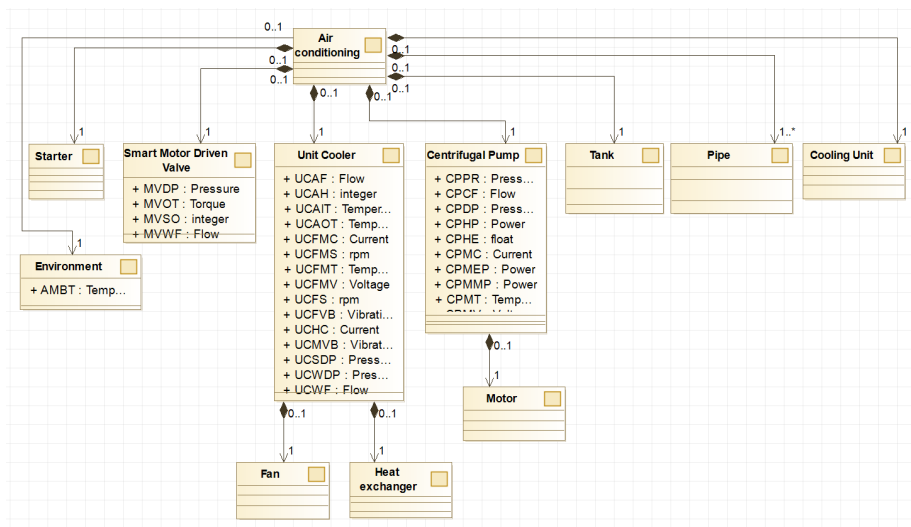 0..1
Air
conditioning
0..1
0..1
0..1
0..1
0..1
0..1
0..1
1
1
1
1
1
1..*
1
Starter
Smart Motor Driven
Valve
+ MVDP : Pressure
+ MVOT : Torque
+ MVSO : integer
+ MVWF : Flow
Unit Cooler
+ UCAF : Flow
+ UCAH : integer
+ UCAIT : Temper...
+ UCAOT : Temp...
+ UCFMC : Current
+ UCFMS : rpm
+ UCFMT : Temp...
+ UCFMV : Voltage
+ UCFS : rpm
+ UCFVB : Vibrati...
+ UCHC : Current
+ UCMVB : Vibrat...
+ UCSDP : Press...
+ UCWDP : Pres...
+ UCWF : Flow
Centrifugal Pump
+ CPPR : Press...
+ CPCF : Flow
+ CPDP : Press...
+ CPHP : Power
+ CPHE : float
+ CPMC : Current
+ CPMEP : Power
+ CPMMP : Power
+ CPMT : Temp...
Tank
Pipe
Cooling Unit
1
Environment
+ AMBT : Temp...
0..1
1
Motor
0..1
0..1
1
1
Fan
Heat
exchanger